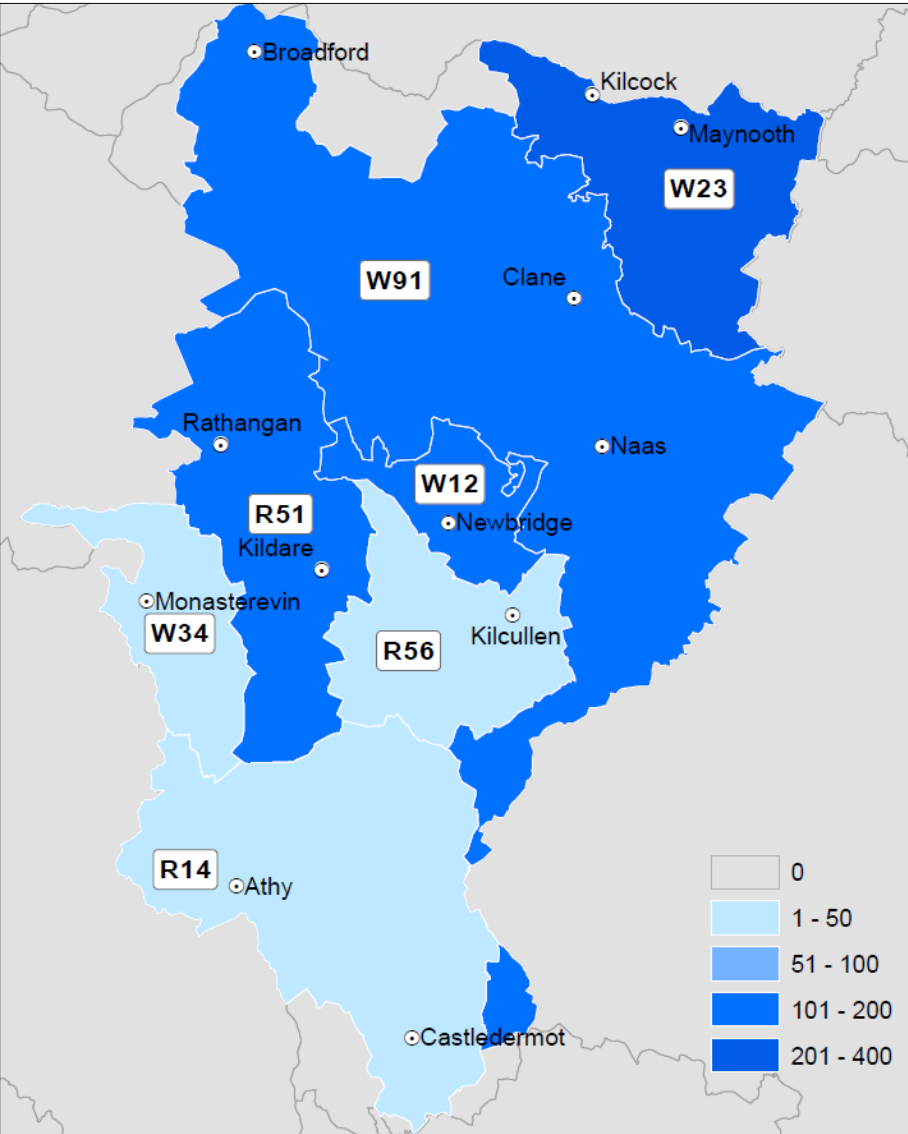 Broadford
Kilcock
Maynooth
W23
W91
Clane
Rathangan
Naas
W12
R51
Newbridge
Kildare
Monasterevin
W34
Kilcullen
R56
R14
Athy
Castledermot
0
1 - 50
51 - 100
101 - 200
201 - 400